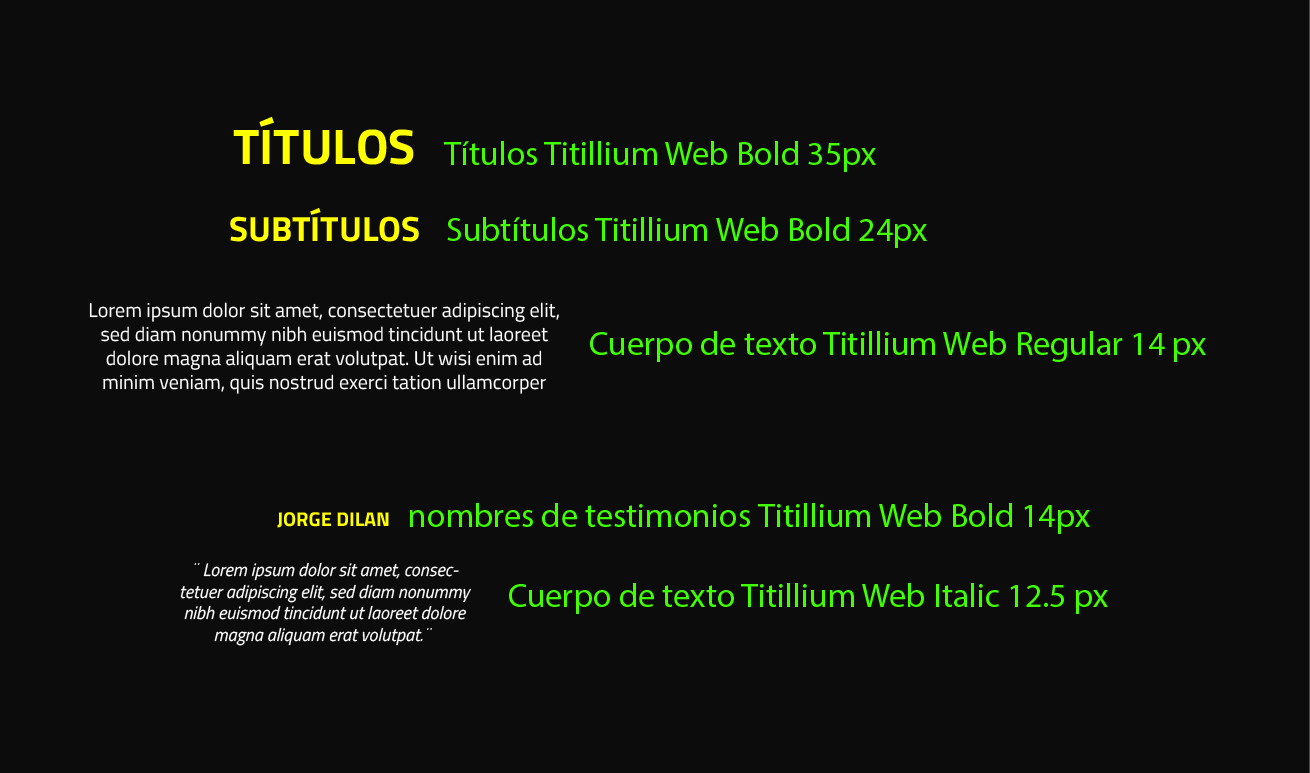 TÍTULOS Títulos Titillium Web Bold 35px
SUBTÍTULOS Subtítulos Titillium Web Bold 24px
Lorem ipsum dolor sit amet, consectetuer adipiscing elit,
sed diam nonummy nibh euismod tincidunt ut laoreet
dolore magna aliquam erat volutpat. Ut wisi enim ad
minim veniam, quis nostrud exerci tation ullamcorper
Cuerpo de texto Titillium Web Regular 14 px
JORGE DILAN nombres de testimonios Titillium Web Bold 14px
¨ Lorem ipsum dolor sit amet, consec-
tetuer adipiscing elit, sed diam nonummy
nibh euismod tincidunt ut laoreet dolore
magna aliquam erat volutpat.¨
Cuerpo de texto Titillium Web Italic 12.5 px